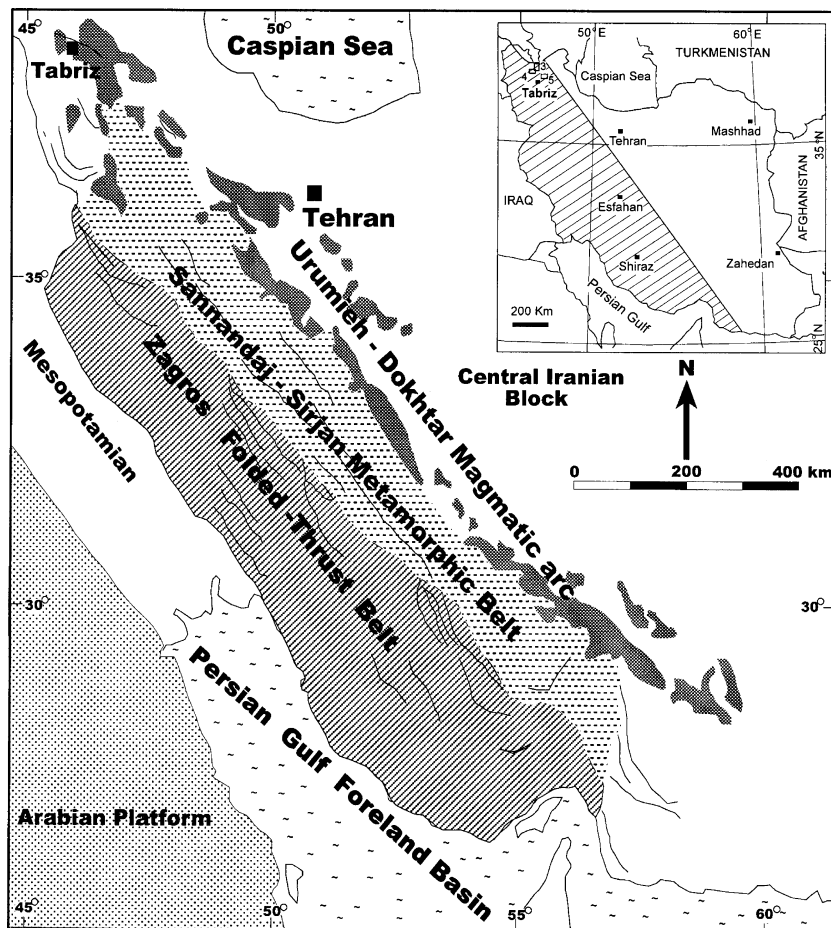 45°
50°
Caspian Sea
Tabriz
Tehran
35°
Urumieh - Dokhtar Magmatic arc
Sannandaj - Sirjan Metamorphic Belt
Zagros Folded -Thrust Belt
Mesopotamian
Central Iranian
Block
N
0 200 400 km
30°
30°
Persian Gulf Foreland Basin
Arabian Platform
45°
50°
55°
60°
50°E
60°E
TURKMENISTAN
Caspian Sea
3
4
5
Tabriz
Tehran
Mashhad
35°N
IRAQ
Esfahan
AFGHANISTAN
Shiraz
Zahedan
Persian Gulf
200 Km
25°N